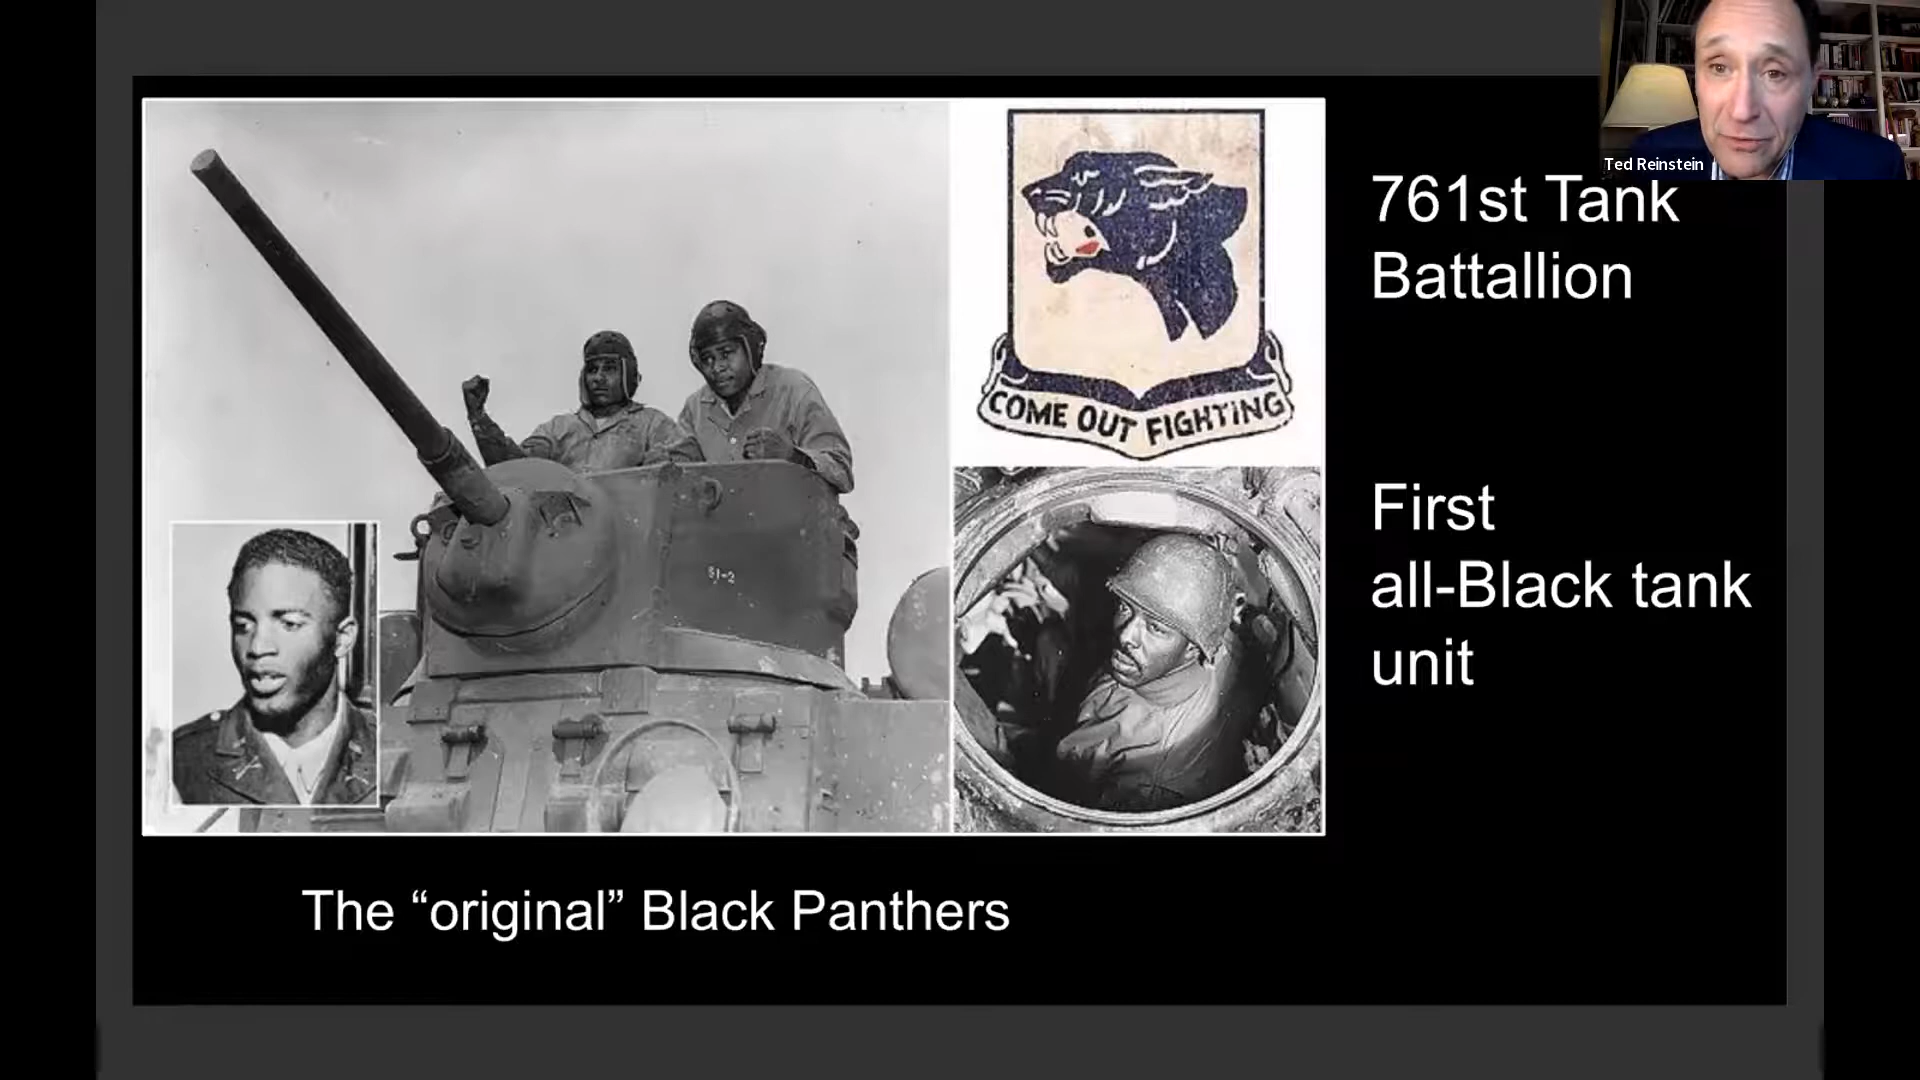 Ted Reinstein
761st Tank
Battallion
COME OUT FIGHTING
First
all-Black tank
unit
The “original” Black Panthers